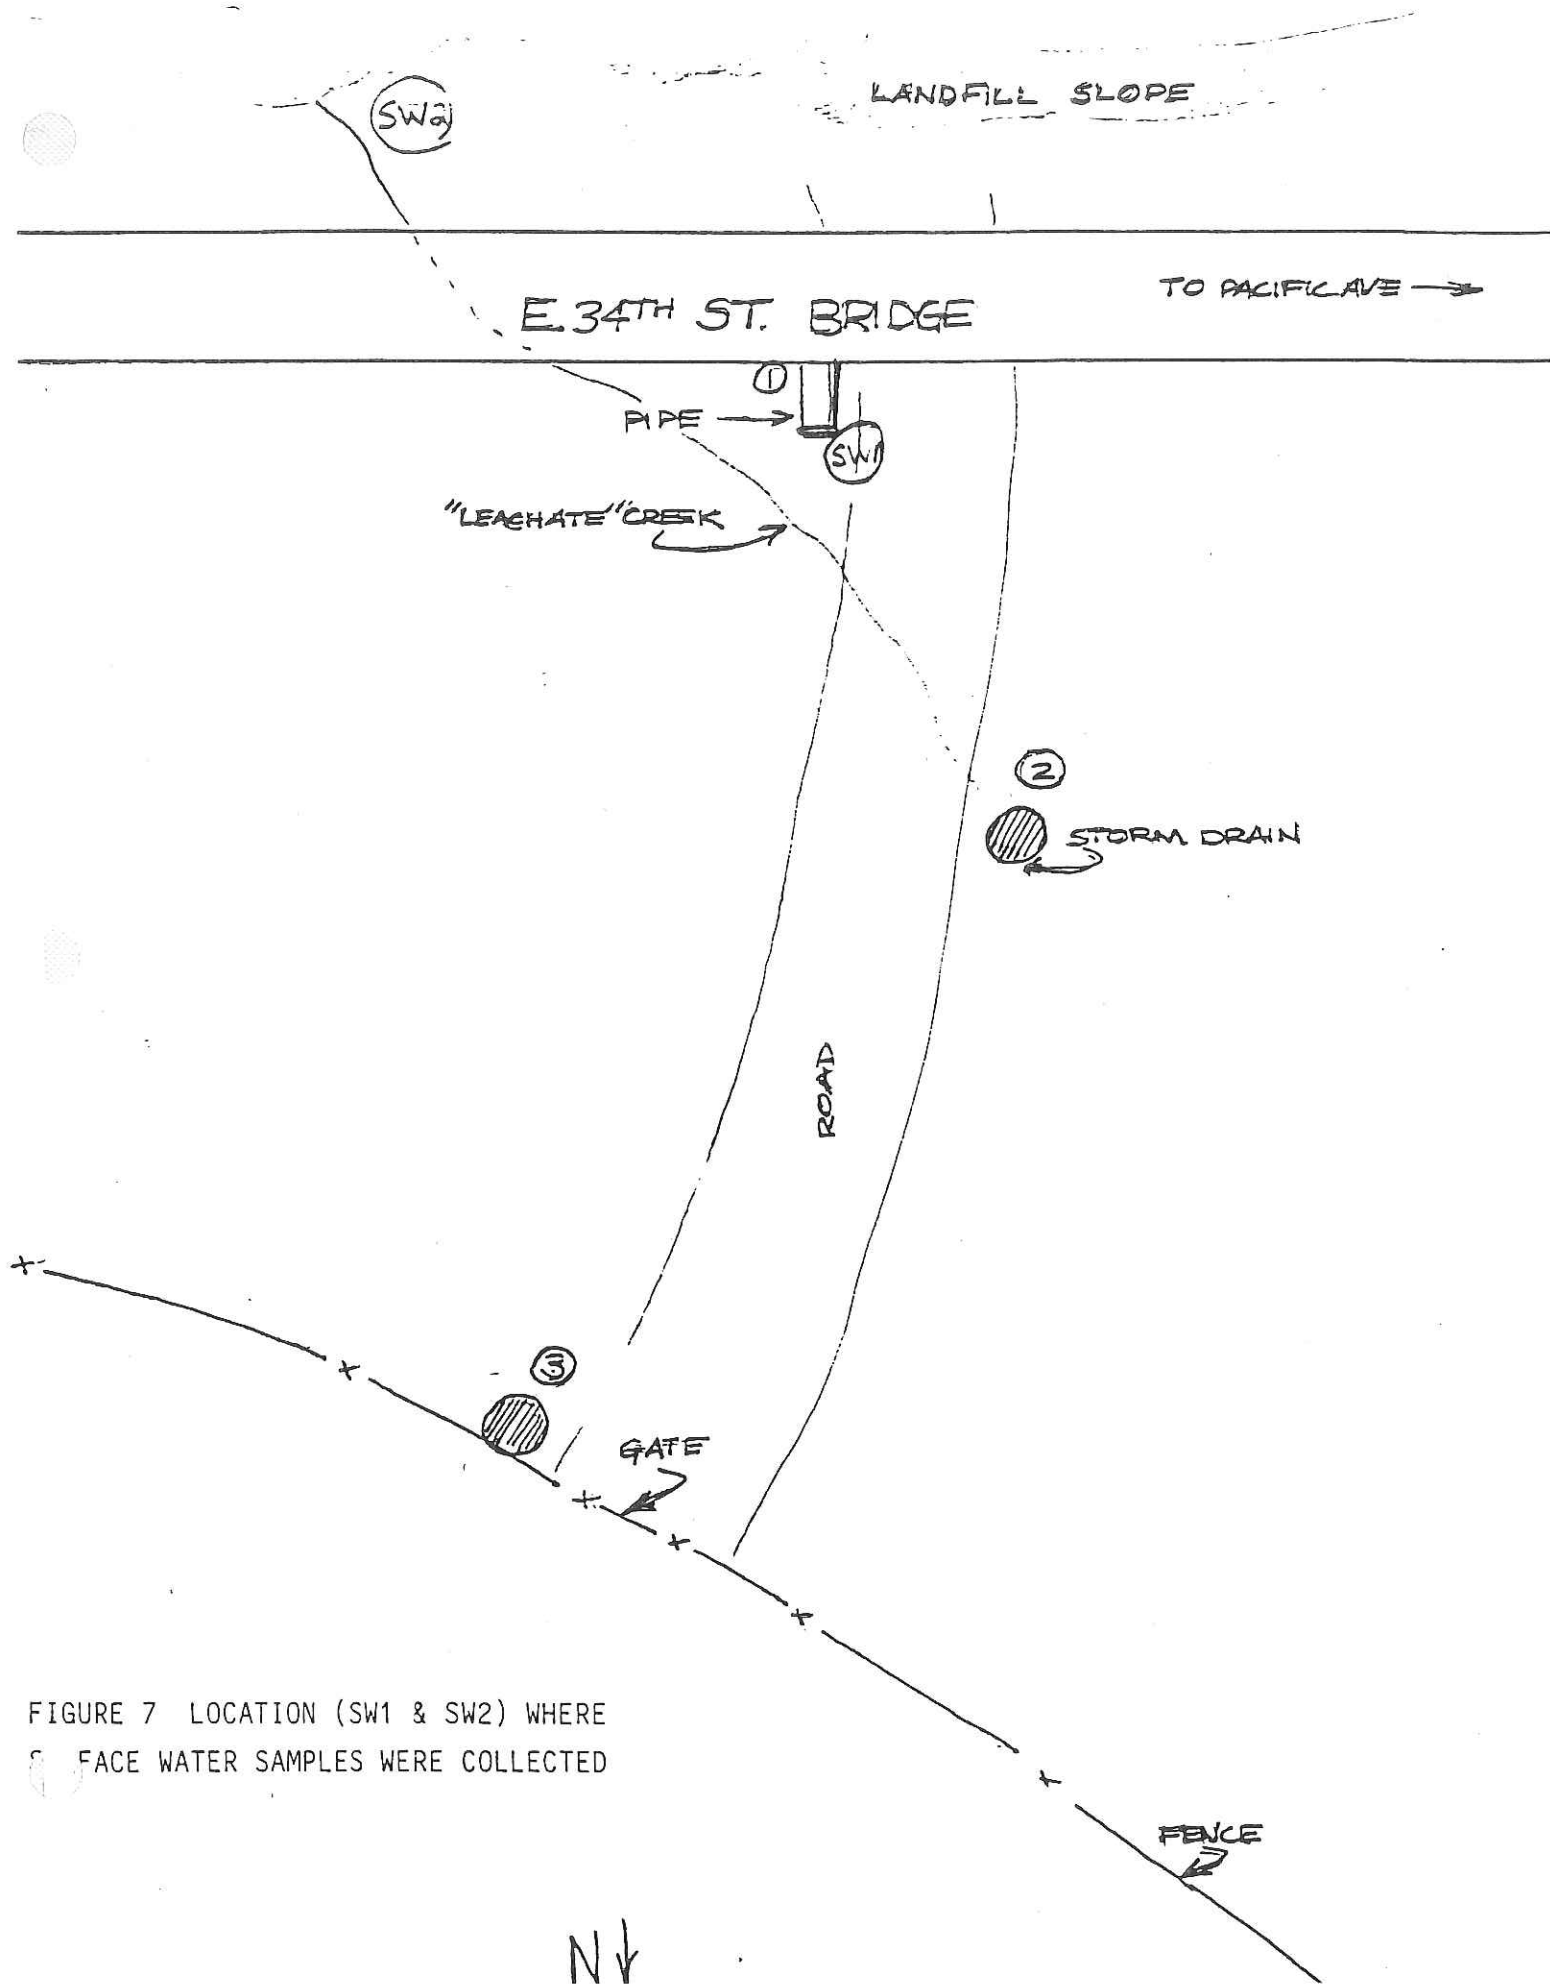 LANDFILL SLOPE
SW2
TO PACIFIC AVE
E. 34TH ST. BRIDGE
1
PIPE
SW1
"LEACHATE" CREEK
2
STORM DRAIN
ROAD
3
GATE
FIGURE 7 LOCATION (SW1 & SW2) WHERE
FACE WATER SAMPLES WERE COLLECTED
FENCE
N